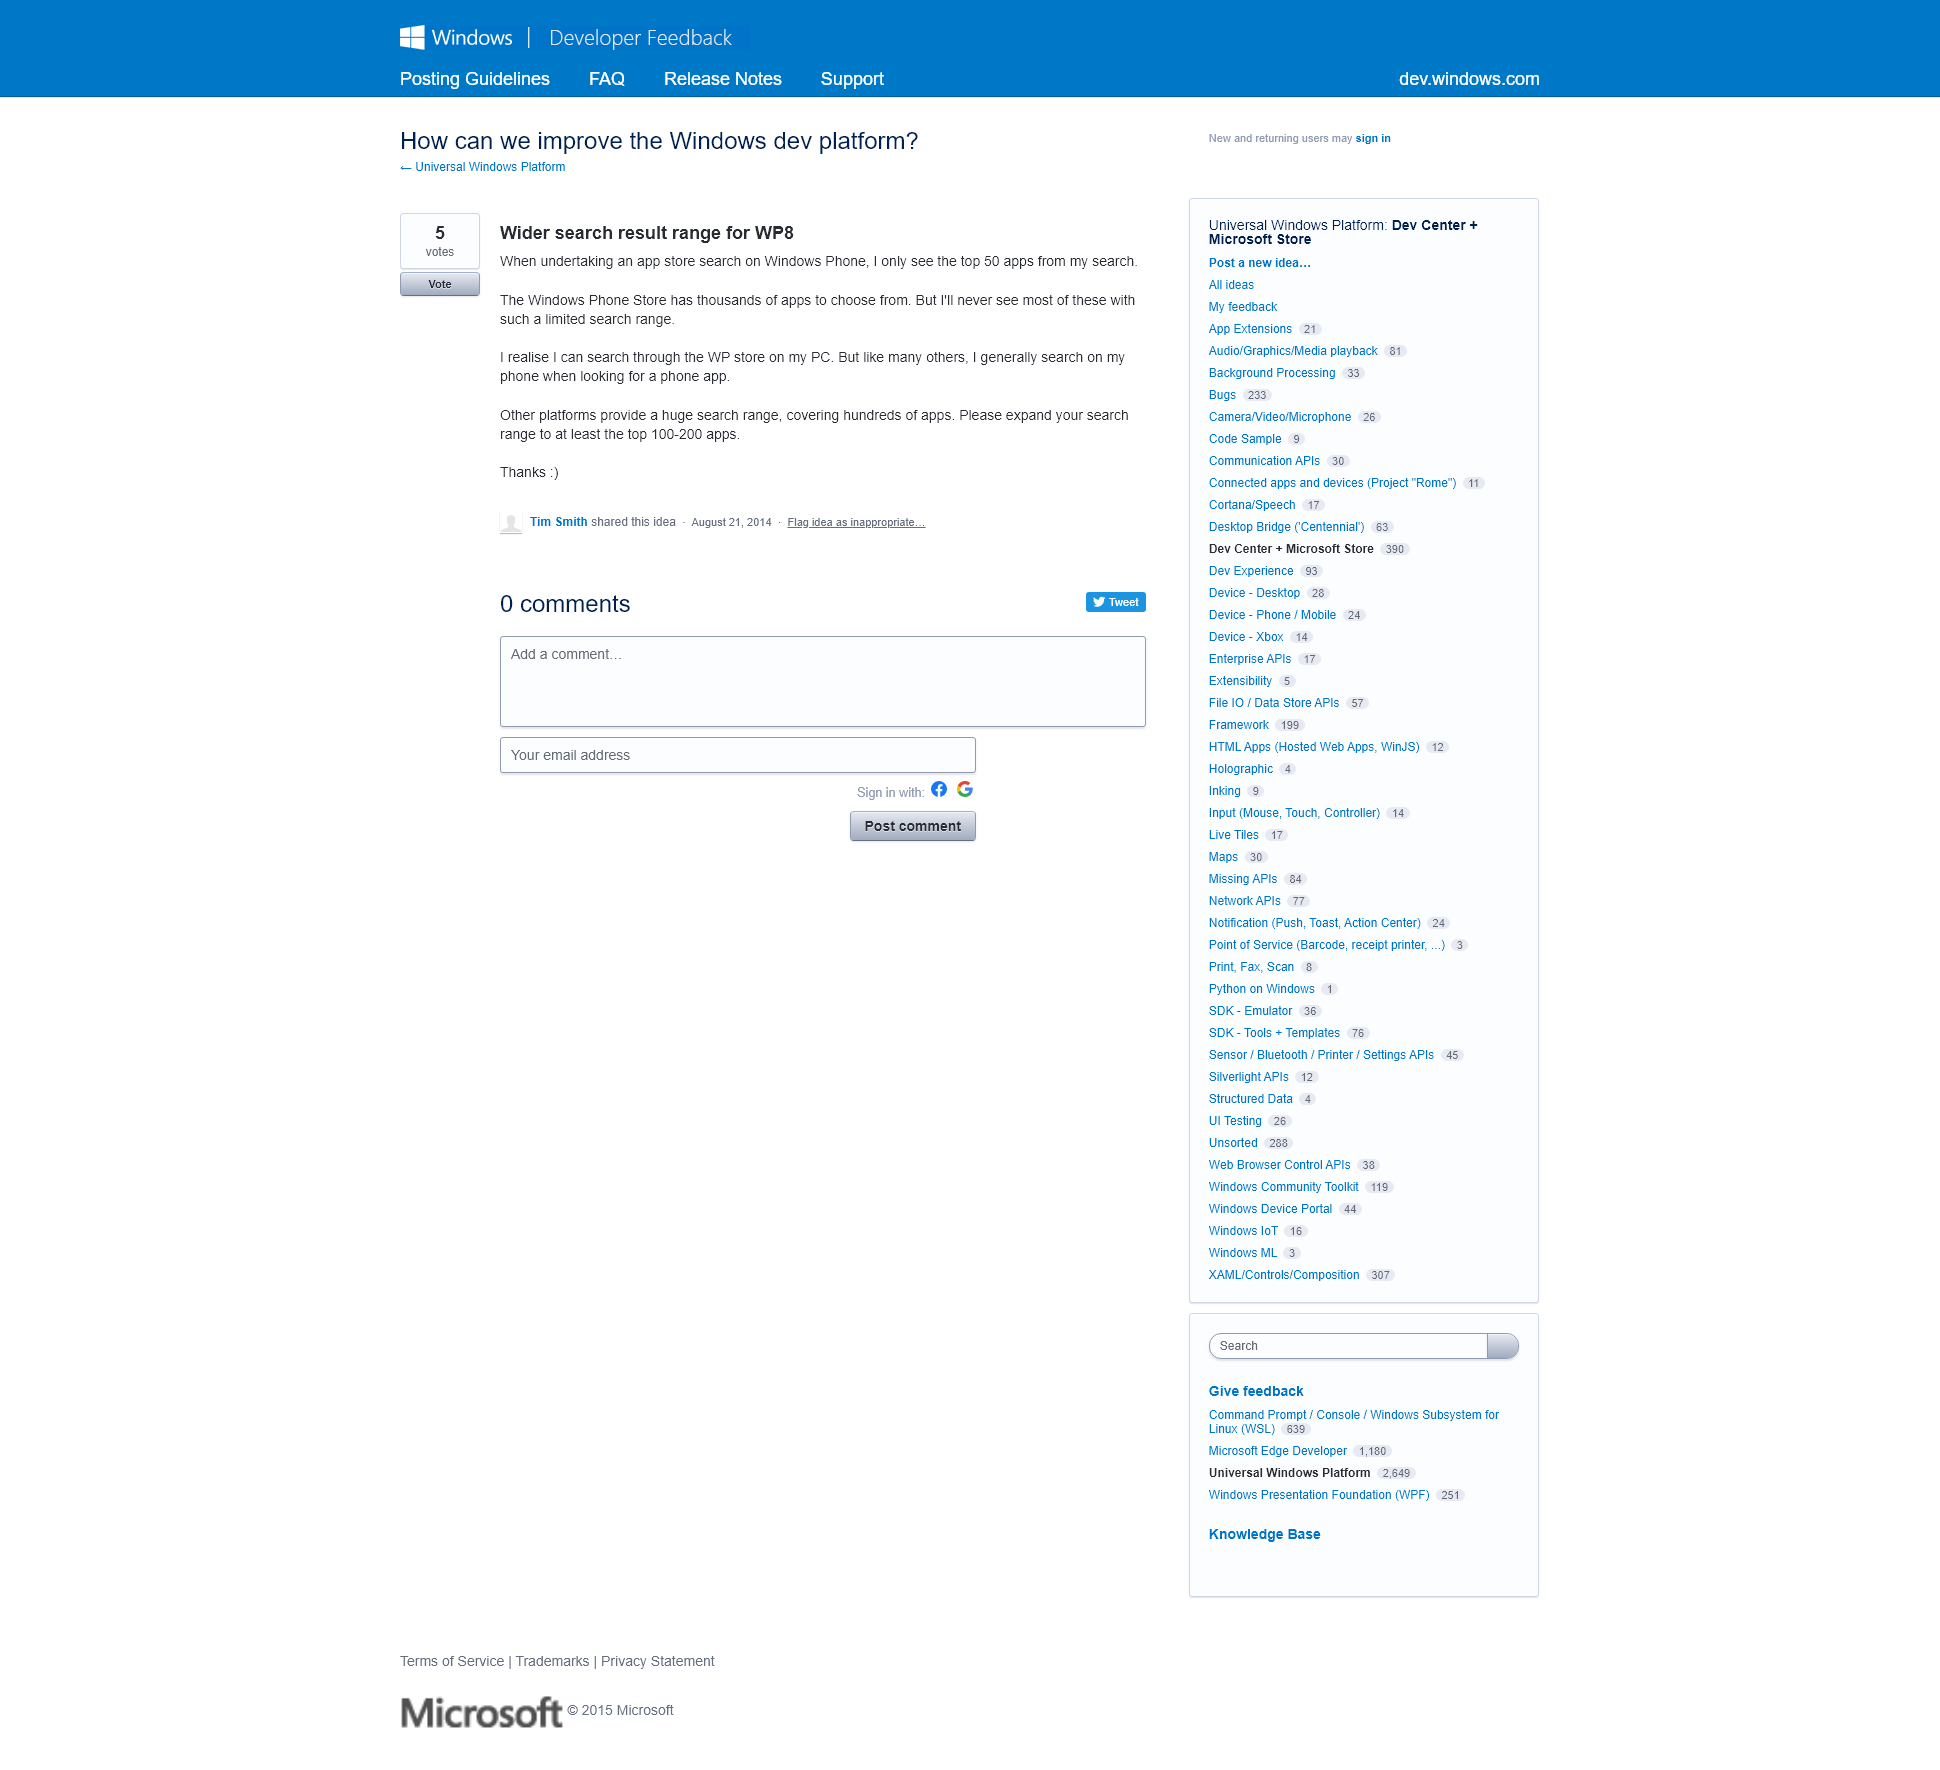 Windows | Developer Feedback
Posting Guidelines FAQ Release Notes Support dev.windows.com
How can we improve the Windows dev platform?
← Universal Windows Platform
New and returning users may sign in
5
votes
Vote
Wider search result range for WP8
When undertaking an app store search on Windows Phone, I only see the top 50 apps from my search.
The Windows Phone Store has thousands of apps to choose from. But I'll never see most of these with
such a limited search range.
I realise I can search through the WP store on my PC. But like many others, I generally search on my
phone when looking for a phone app.
Other platforms provide a huge search range, covering hundreds of apps. Please expand your search
range to at least the top 100-200 apps.
Thanks :)
Tim Smith shared this idea · August 21, 2014 · Flag idea as inappropriate…
0 comments
Tweet
Add a comment…
Your email address
Sign in with:
Post comment
Universal Windows Platform: Dev Center +
Microsoft Store
Post a new idea…
All ideas
My feedback
App Extensions 21
Audio/Graphics/Media playback 81
Background Processing 33
Bugs 233
Camera/Video/Microphone 26
Code Sample 9
Communication APIs 30
Connected apps and devices (Project "Rome") 11
Cortana/Speech 17
Desktop Bridge ('Centennial') 63
Dev Center + Microsoft Store 390
Dev Experience 93
Device - Desktop 28
Device - Phone / Mobile 24
Device - Xbox 14
Enterprise APIs 17
Extensibility 5
File IO / Data Store APIs 57
Framework 199
HTML Apps (Hosted Web Apps, WinJS) 12
Holographic 4
Inking 9
Input (Mouse, Touch, Controller) 14
Live Tiles 17
Maps 30
Missing APIs 84
Network APIs 77
Notification (Push, Toast, Action Center) 24
Point of Service (Barcode, receipt printer, ...) 3
Print, Fax, Scan 8
Python on Windows 1
SDK - Emulator 36
SDK - Tools + Templates 76
Sensor / Bluetooth / Printer / Settings APIs 45
Silverlight APIs 12
Structured Data 4
UI Testing 26
Unsorted 288
Web Browser Control APIs 38
Windows Community Toolkit 119
Windows Device Portal 44
Windows IoT 16
Windows ML 3
XAML/Controls/Composition 307
Search
Give feedback
Command Prompt / Console / Windows Subsystem for
Linux (WSL) 639
Microsoft Edge Developer 1,180
Universal Windows Platform 2,649
Windows Presentation Foundation (WPF) 251
Knowledge Base
Terms of Service | Trademarks | Privacy Statement
Microsoft © 2015 Microsoft